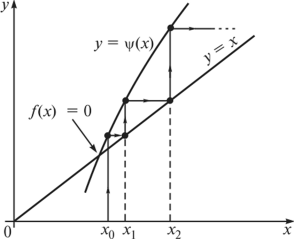 y
y = ψ(x)
y = x
f(x) = 0
0
x₀
x₁
x₂
x